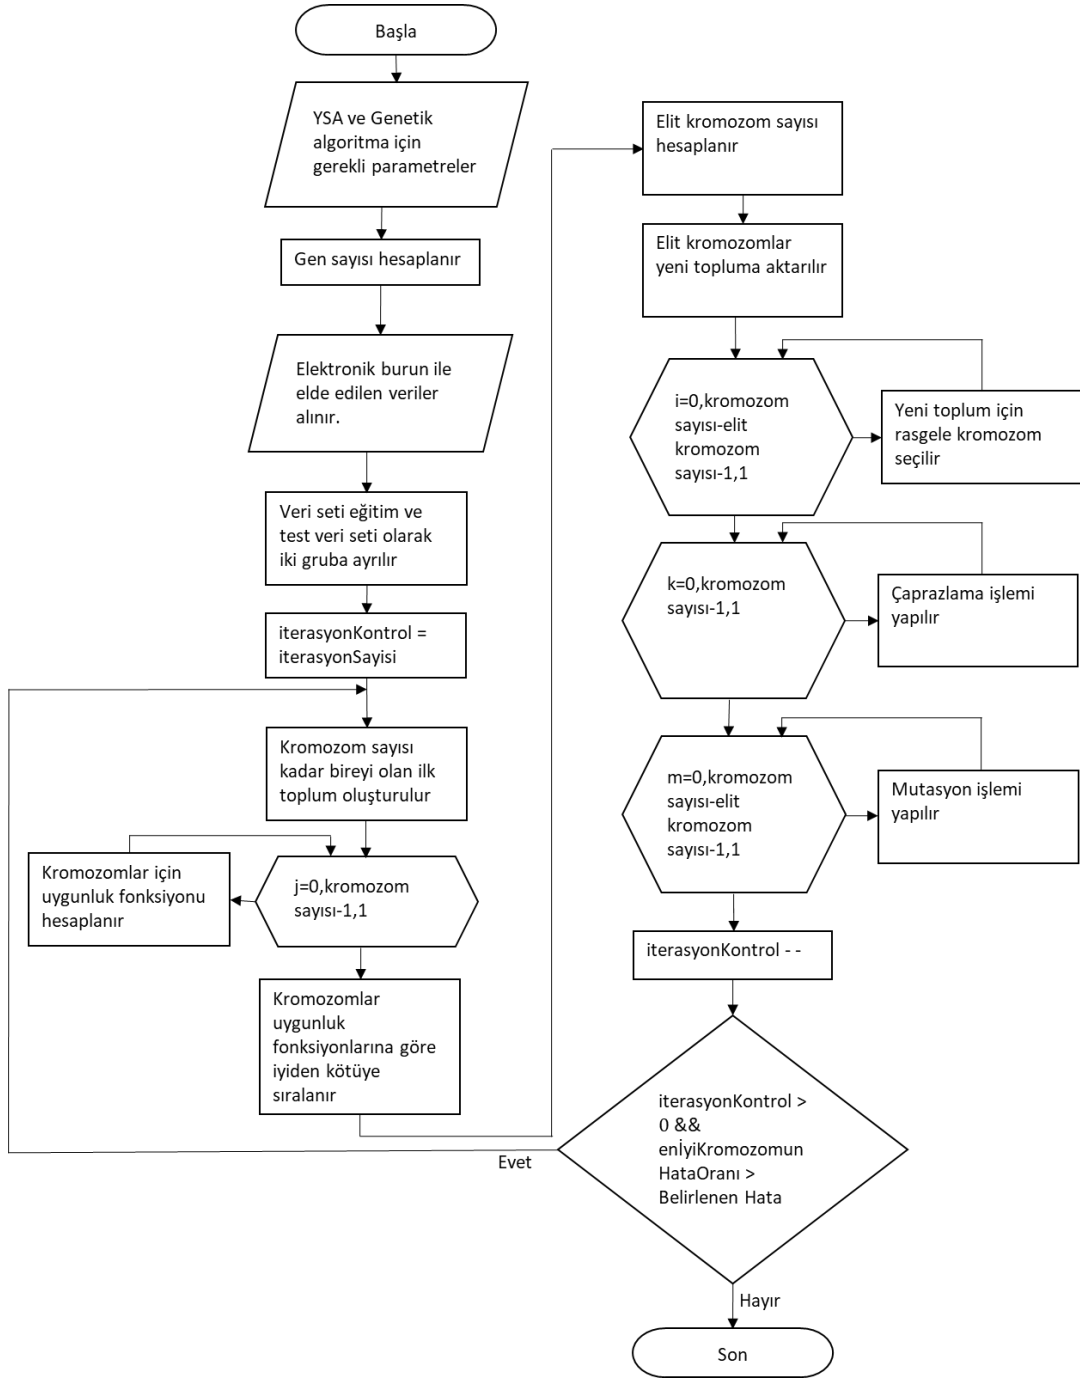 Başla
YSA ve Genetik
algoritma için
gerekli parametreler
Gen sayısı hesaplanır
Elektronik burun ile
elde edilen veriler
alınır.
Veri seti eğitim ve
test veri seti olarak
iki gruba ayrılır
iterasyonKontrol =
iterasyonSayisi
Kromozom sayısı
kadar bireyi olan ilk
toplum oluşturulur
j=0,kromozom
sayısı-1,1
Kromozomlar için
uygunluk fonksiyonu
hesaplanır
Kromozomlar
uygunluk
fonksiyonlarına göre
iyiden kötüye
sıralanır
Elit kromozom sayısı
hesaplanır
Elit kromozomlar
yeni topluma aktarılır
i=0,kromozom
sayısı-elit
kromozom
sayısı-1,1
Yeni toplum için
rasgele kromozom
seçilir
k=0,kromozom
sayısı-1,1
Çaprazlama işlemi
yapılır
m=0,kromozom
sayısı-elit
kromozom
sayısı-1,1
Mutasyon işlemi
yapılır
iterasyonKontrol - -
iterasyonKontrol >
0 &&
enİyiKromozomun
HataOranı >
Belirlenen Hata
Evet
Hayır
Son